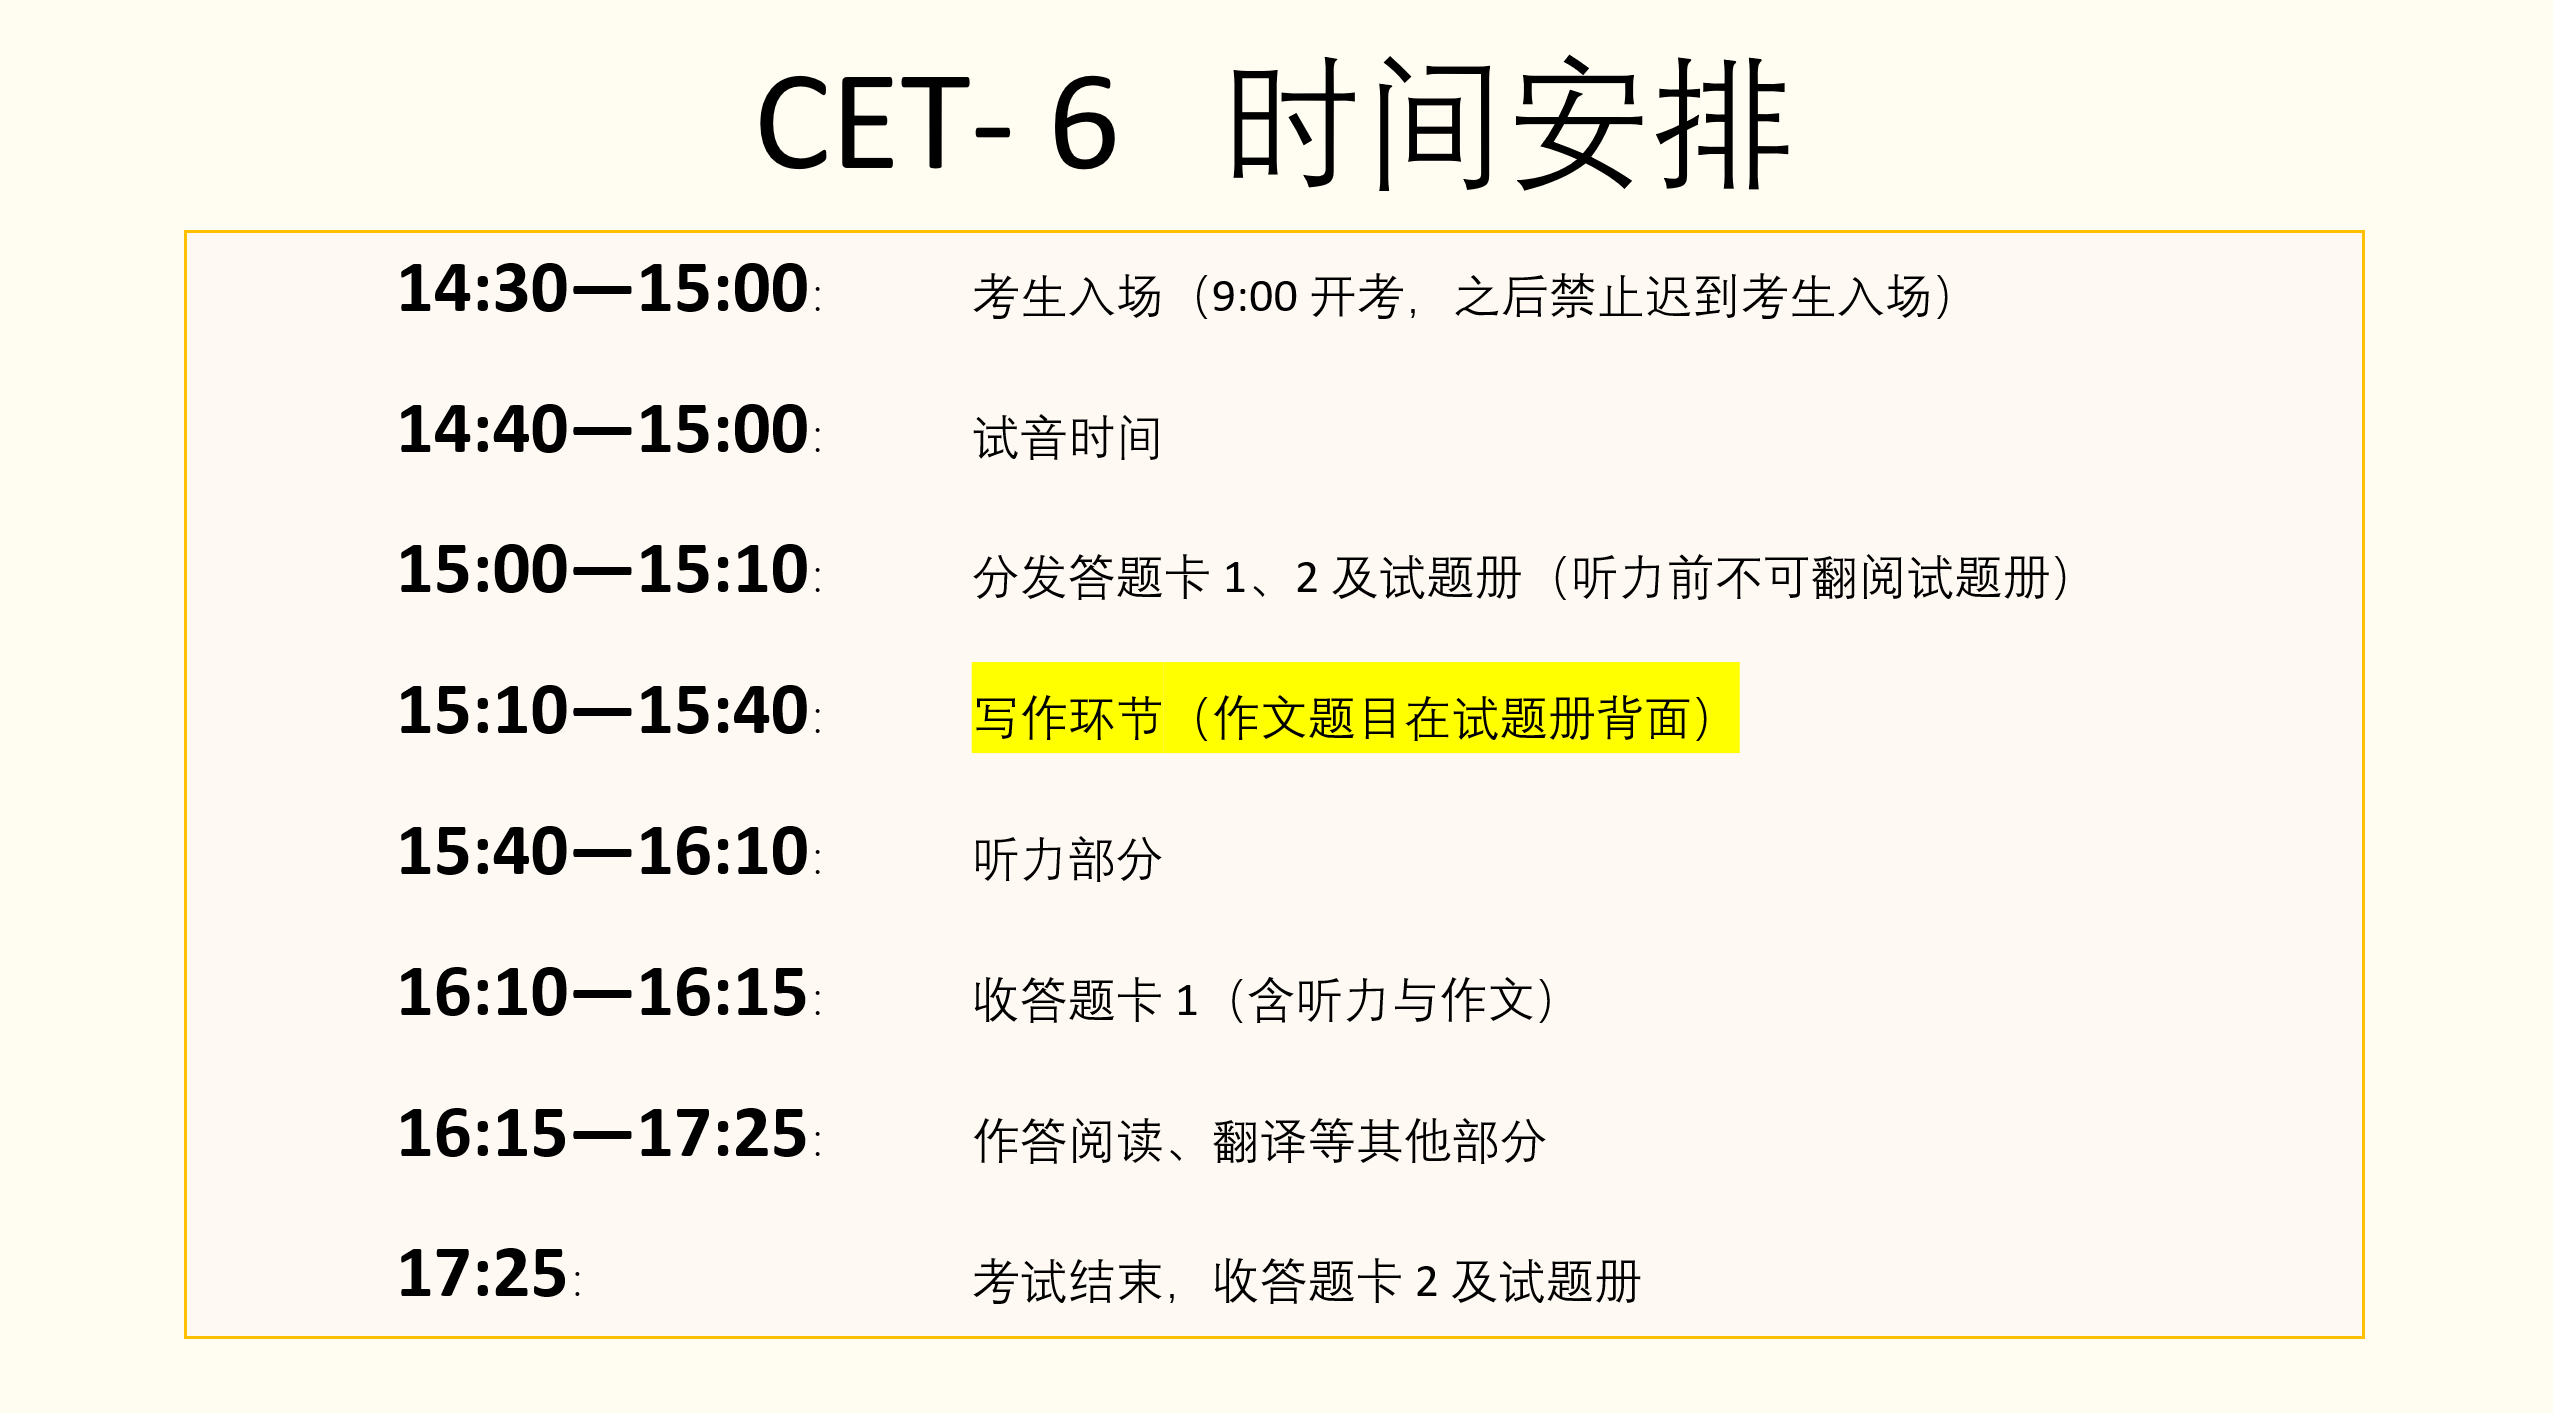 CET- 6 时间安排
14:30—15:00: 考生入场（9:00 开考，之后禁止迟到考生入场）
14:40—15:00: 试音时间
15:00—15:10: 分发答题卡 1、2 及试题册（听力前不可翻阅试题册）
15:10—15:40: 写作环节（作文题目在试题册背面）
15:40—16:10: 听力部分
16:10—16:15: 收答题卡 1（含听力与作文）
16:15—17:25: 作答阅读、翻译等其他部分
17:25: 考试结束，收答题卡 2 及试题册